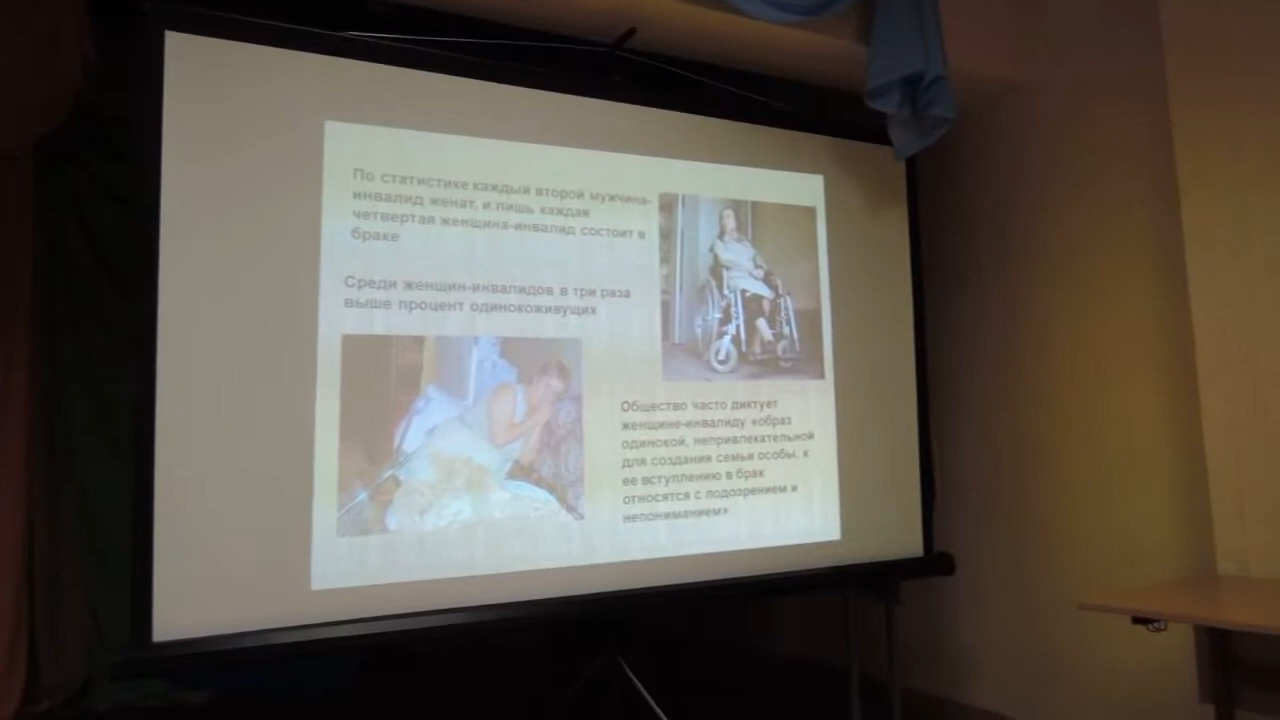 По статистике каждый второй мужчина-
инвалид женат, и лишь каждая
четвертая женщина-инвалид состоит в
браке
Среди женщин-инвалидов в три раза
выше процент одинокоживущих
Общество часто диктует
женщине-инвалиду «образ
одинокой, непривлекательной
для создания семьи особы, к
ее вступлению в брак
относятся с подозрением и
непониманием»